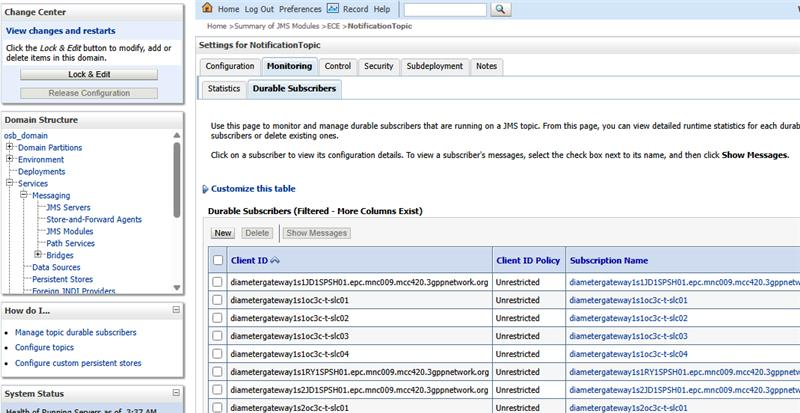 Change Center
View changes and restarts
Click the Lock & Edit button to modify, add or
delete items in this domain.
Lock & Edit
Release Configuration
Domain Structure
osb_domain
Domain Partitions
Environment
Deployments
Services
Messaging
JMS Servers
Store-and-Forward Agents
JMS Modules
Path Services
Bridges
Data Sources
Persistent Stores
Foreign JNDI Providers
How do I...
Manage topic durable subscribers
Configure topics
Configure custom persistent stores
System Status
Health of Running Servers as of 3:37 AM
Home Log Out Preferences Record Help
Home >Summary of JMS Modules >ECE >NotificationTopic
Settings for NotificationTopic
Configuration Monitoring Control Security Subdeployment Notes
Statistics Durable Subscribers
Use this page to monitor and manage durable subscribers that are running on a JMS topic. From this page, you can view detailed runtime statistics for each
subscribers or delete existing ones.
Click on a subscriber to view its configuration details. To view a subscriber's messages, select the check box next to its name, and then click Show Messages.
Customize this table
Durable Subscribers (Filtered - More Columns Exist)
New Delete Show Messages
Client ID Client ID Policy Subscription Name
diametergateway1s1JD1SPSH01.epc.mnc009.mcc420.3gppnetwork.org Unrestricted diametergateway1s1JD1SPSH01.epc.mnc009.mcc420.3gppnetwo
diametergateway1s1oc3c-t-slc01 Unrestricted diametergateway1s1oc3c-t-slc01
diametergateway1s1oc3c-t-slc02 Unrestricted diametergateway1s1oc3c-t-slc02
diametergateway1s1oc3c-t-slc03 Unrestricted diametergateway1s1oc3c-t-slc03
diametergateway1s1oc3c-t-slc04 Unrestricted diametergateway1s1oc3c-t-slc04
diametergateway1s1RY1SPSH01.epc.mnc009.mcc420.3gppnetwork.org Unrestricted diametergateway1s1RY1SPSH01.epc.mnc009.mcc420.3gppnetw
diametergateway1s2JD1SPSH01.epc.mnc009.mcc420.3gppnetwork.org Unrestricted diametergateway1s2JD1SPSH01.epc.mnc009.mcc420.3gppnetwo
diametergateway1s2oc3c-t-slc01 Unrestricted diametergateway1s2oc3c-t-slc01